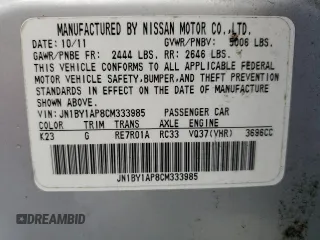 MANUFACTURED BY NISSAN MOTOR CO.,LTD.
DATE: 10/11 GVWR/PNBV: 5006 LBS.
GAWR/PNBE FR: 2444 LBS. RR: 2646 LBS.
THIS VEHICLE CONFORMS TO ALL APPLICABLE FEDERAL
MOTOR VEHICLE SAFETY,BUMPER,AND THEFT PREVENTION
STANDARDS IN EFFECT ON THE DATE OF MANUFACTURE
SHOWN ABOVE.
V.I.N: JN1BY1AP8CM333985 PASSENGER CAR
COLOR TRIM TRANS AXLE ENGINE
K23 G RE7R01A RC33 VQ37(VHR) 3696CC
JN1BY1AP8CM333985
DREAMBID